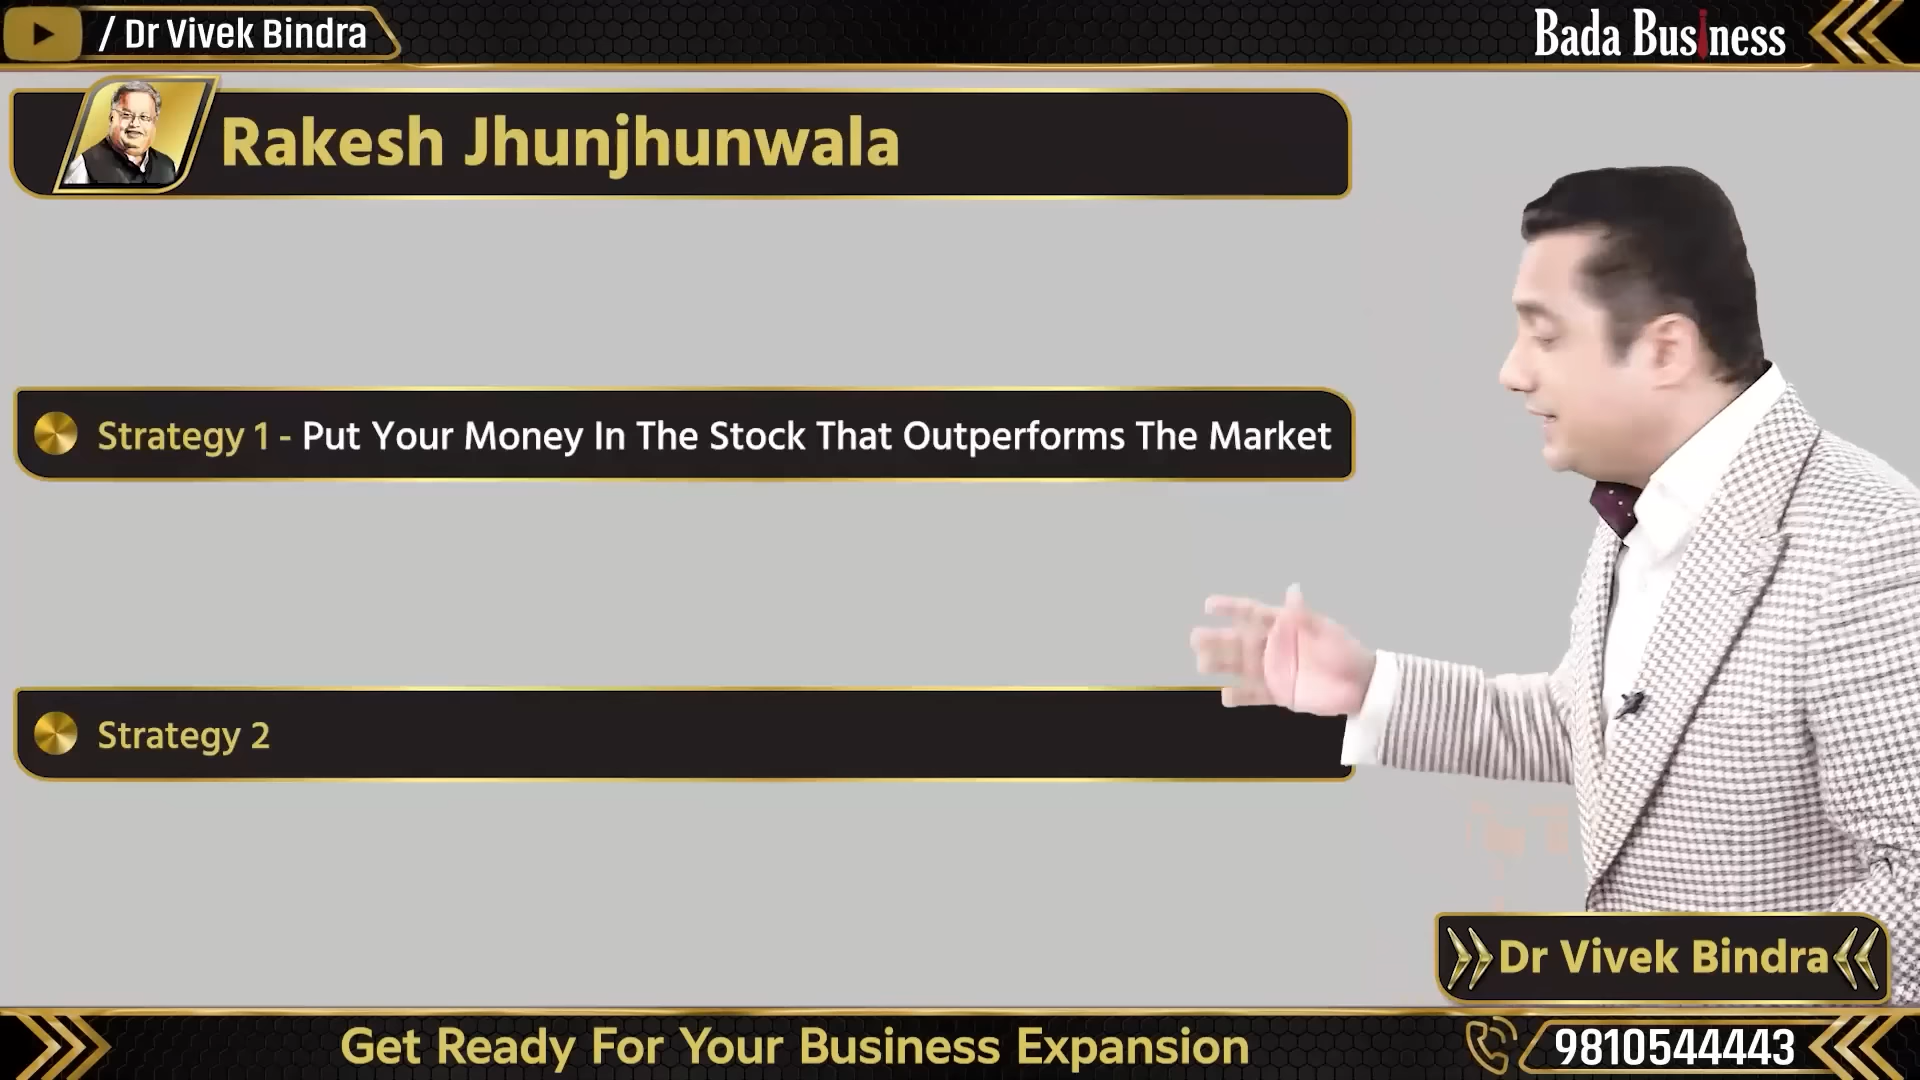 / Dr Vivek Bindra
Bada Business
Rakesh Jhunjhunwala
Strategy 1 - Put Your Money In The Stock That Outperforms The Market
Strategy 2
Dr Vivek Bindra
Get Ready For Your Business Expansion
9810544443